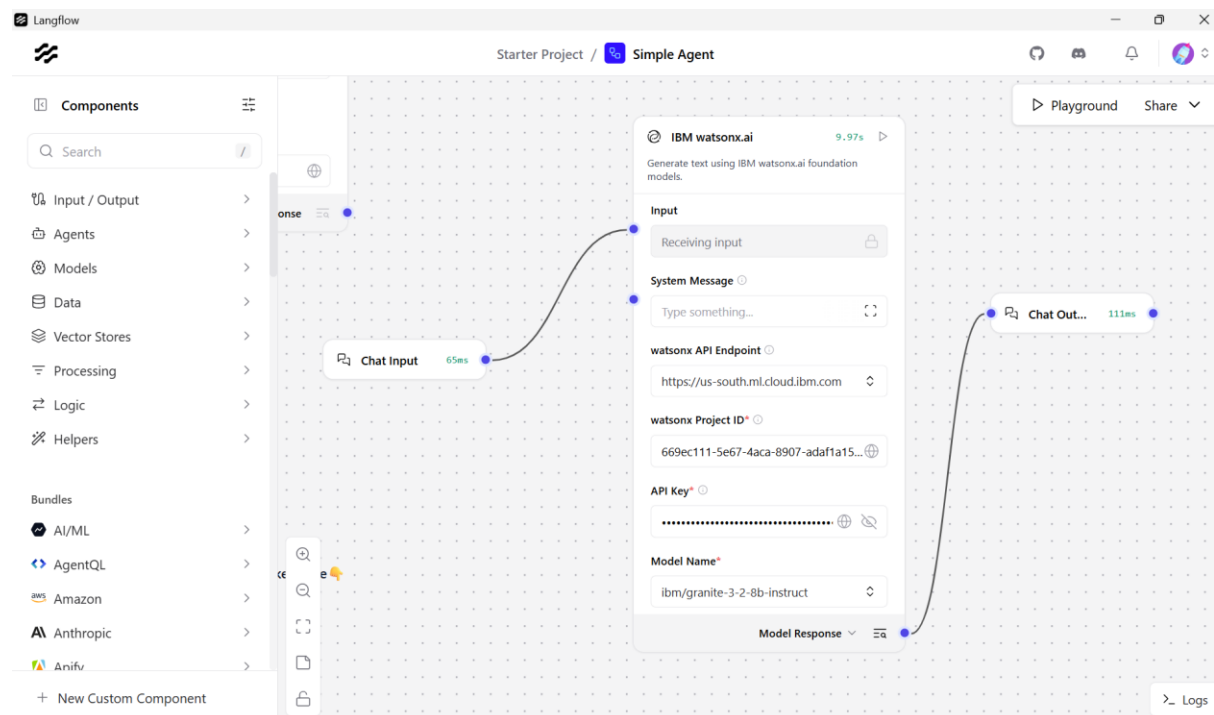 Langflow
Starter Project / Simple Agent
Components
Search /
Input / Output
Agents
Models
Data
Vector Stores
Processing
Logic
Helpers
Bundles
AI/ML
AgentQL
aws Amazon
Anthropic
Apify
+ New Custom Component
onse
e 👇
Chat Input 65ms
IBM watsonx.ai 9.97s
Generate text using IBM watsonx.ai foundation
models.
Input
Receiving input
System Message
Type something...
watsonx API Endpoint
https://us-south.ml.cloud.ibm.com
watsonx Project ID*
669ec111-5e67-4aca-8907-adaf1a15...
API Key*
••••••••••••••••••••••••••••••••••••
Model Name*
ibm/granite-3-2-8b-instruct
Model Response
Chat Out... 111ms
Playground Share
>_ Logs